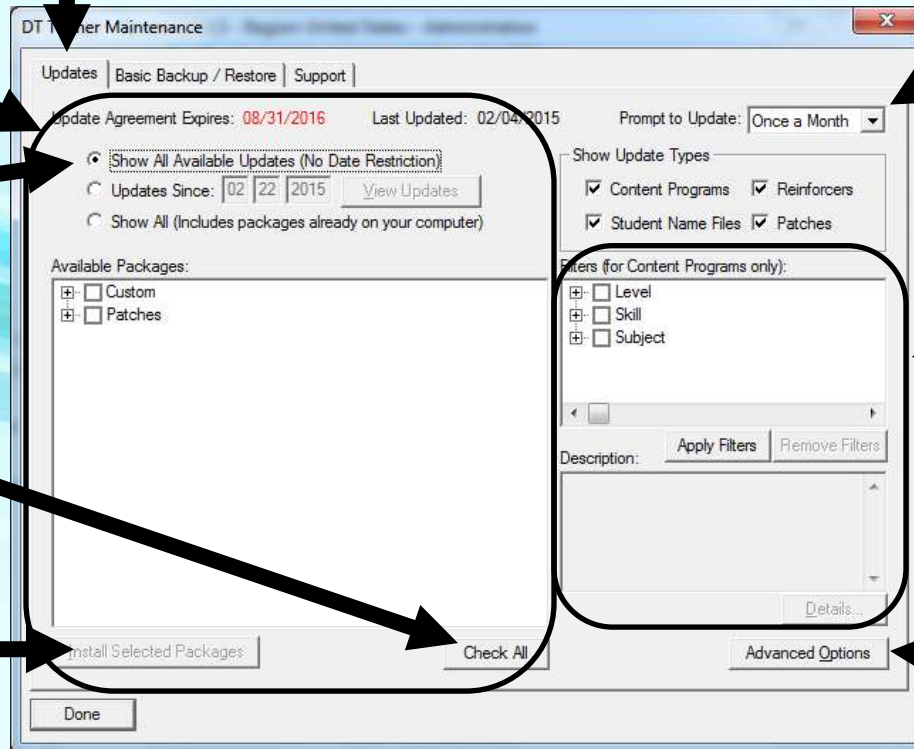 DT Trainer Maintenance
Updates Basic Backup / Restore Support
Update Agreement Expires: 08/31/2016 Last Updated: 02/04/2015 Prompt to Update: Once a Month
Show All Available Updates (No Date Restriction)
Updates Since: 02 22 2015 View Updates
Show All (Includes packages already on your computer)
Show Update Types
Content Programs Reinforcers
Student Name Files Patches
Available Packages:
Custom
Patches
Filters (for Content Programs only):
Level
Skill
Subject
Apply Filters Remove Filters
Description:
Details...
Install Selected Packages Check All Advanced Options
Done